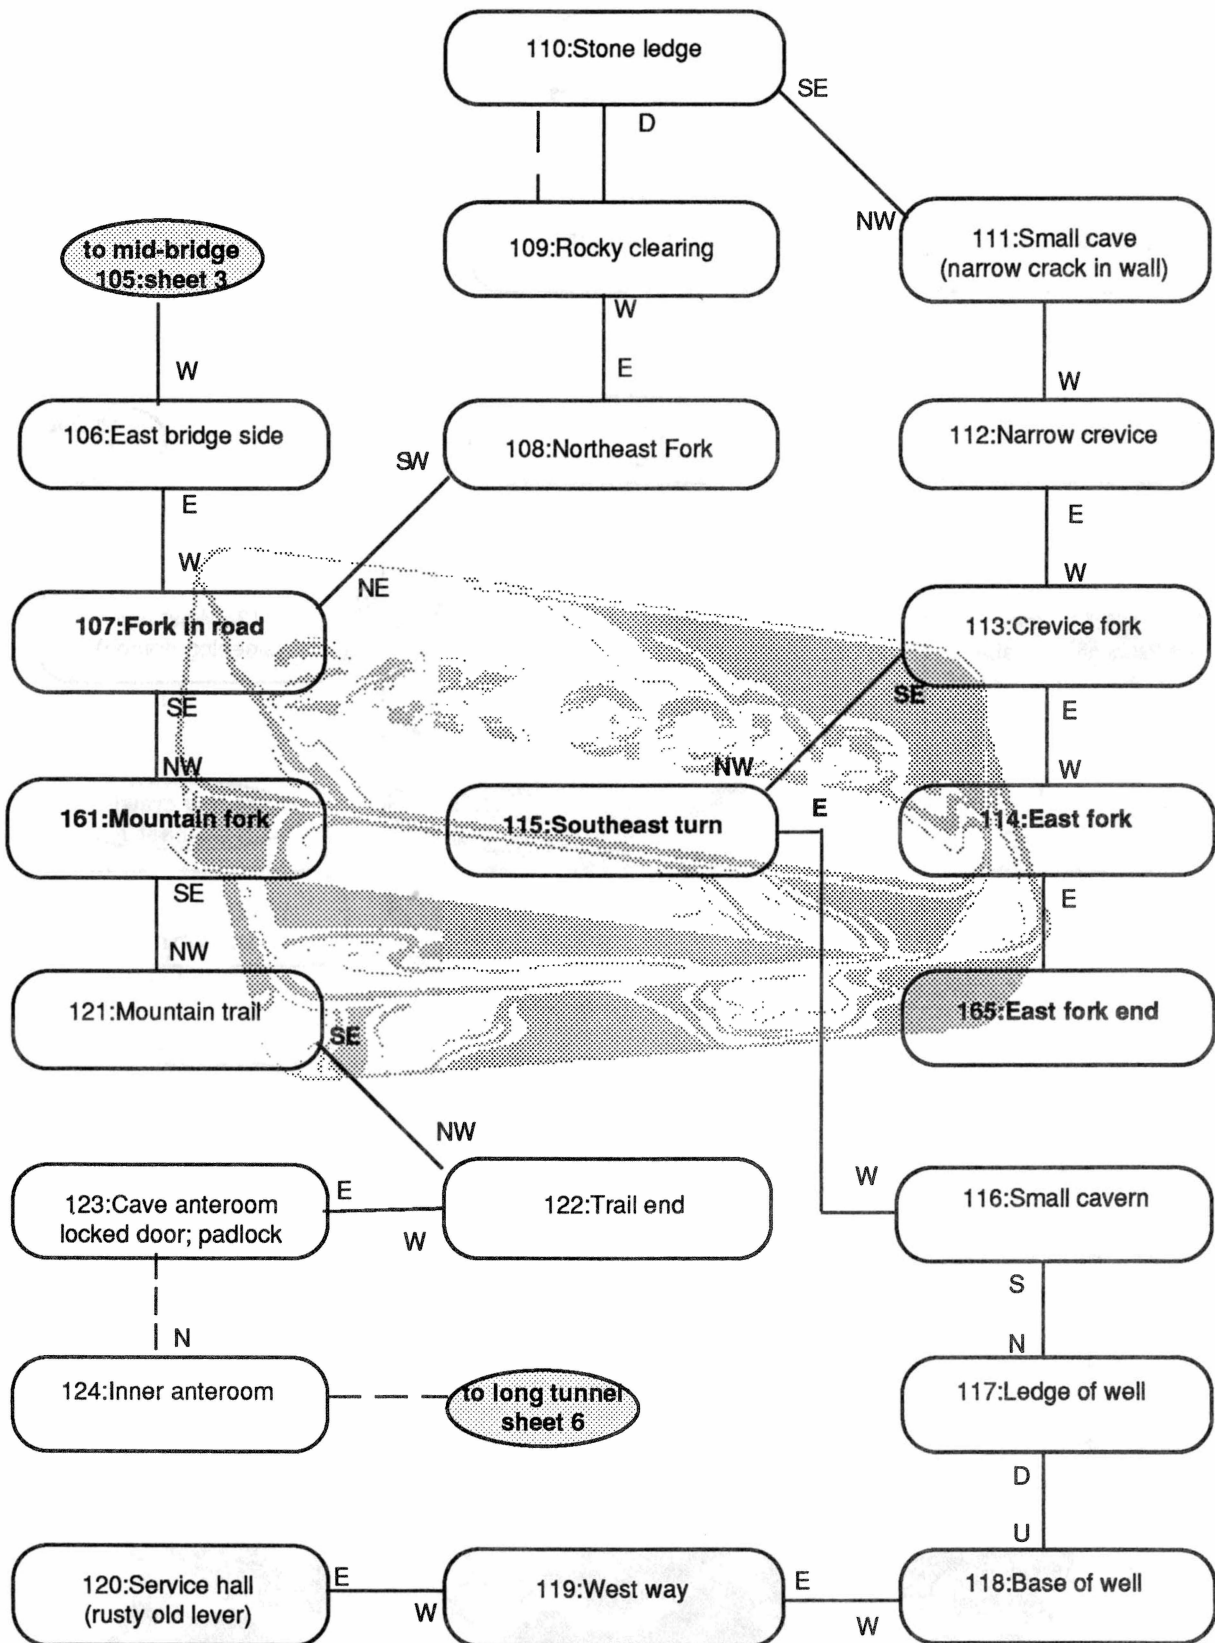 110:Stone ledge
SE
D
NW
to mid-bridge
105:sheet 3
109:Rocky clearing
111:Small cave
(narrow crack in wall)
W
E
W
W
106:East bridge side
108:Northeast Fork
112:Narrow crevice
SW
E
E
W
NE
W
107:Fork in road
113:Crevice fork
SE
SE
E
NW
NW
W
161:Mountain fork
115:Southeast turn
E
114:East fork
SE
E
NW
121:Mountain trail
SE
165:East fork end
NW
123:Cave anteroom
locked door; padlock
E
W
122:Trail end
W
116:Small cavern
S
N
N
124:Inner anteroom
to long tunnel
sheet 6
117:Ledge of well
D
U
120:Service hall
(rusty old lever)
E
W
119:West way
E
W
118:Base of well